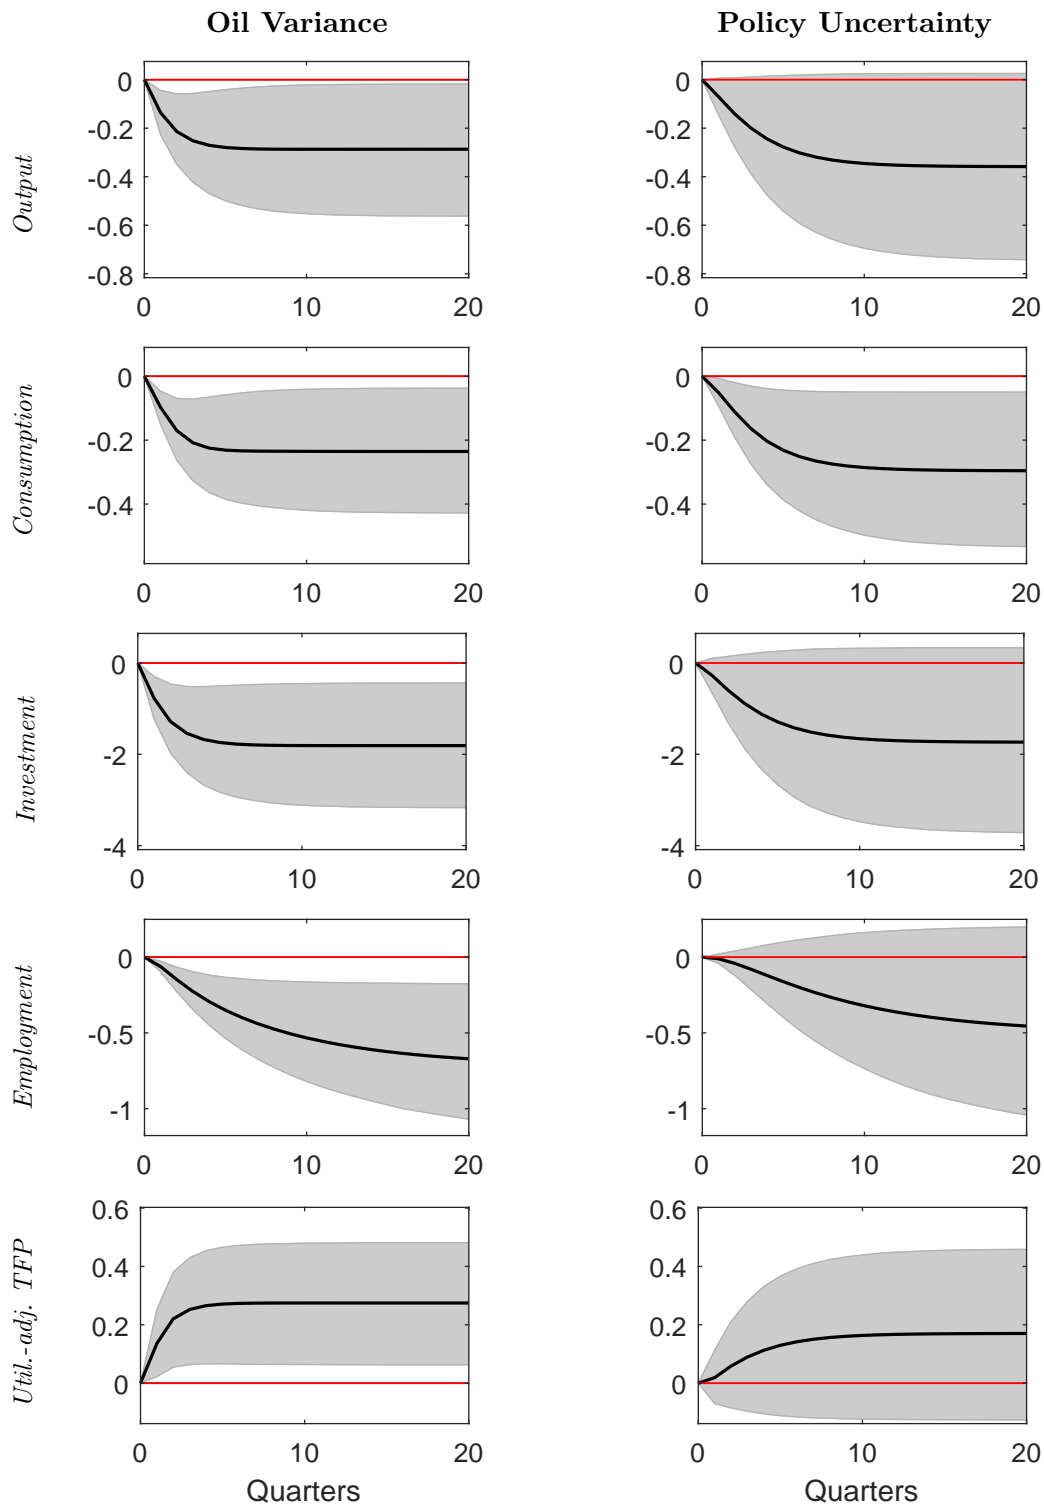 Oil Variance Policy Uncertainty
0 0
-0.2 -0.2
-0.4 -0.4
-0.6 -0.6
-0.8 -0.8
Output
0 10 20 0 10 20
0 0
-0.2 -0.2
-0.4 -0.4
Consumption
0 10 20 0 10 20
0 0
-2 -2
-4 -4
Investment
0 10 20 0 10 20
0 0
-0.5 -0.5
-1 -1
Employment
0 10 20 0 10 20
0.6 0.6
0.4 0.4
0.2 0.2
0 0
Util.-adj. TFP
0 10 20 0 10 20
Quarters Quarters